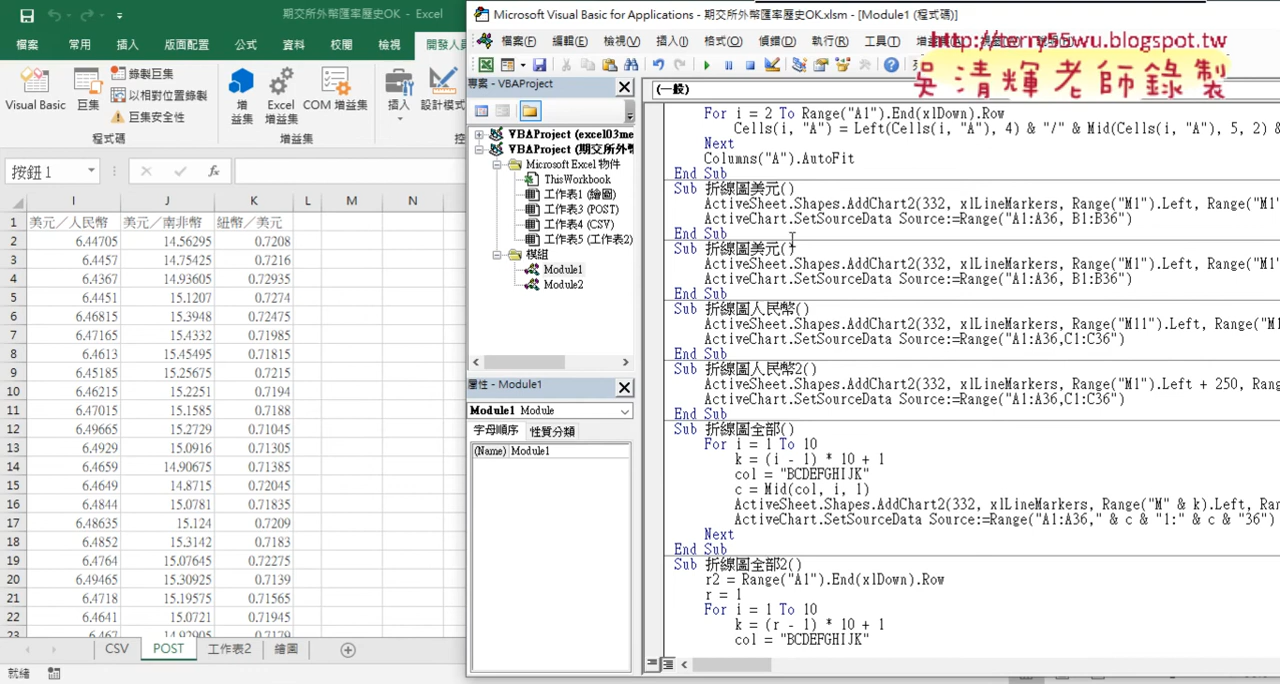 期交所外幣匯率歷史OK - Excel
檔案 常用 插入 版面配置 公式 資料 校閱 檢視 開發人
Visual Basic 巨集 錄製巨集 以相對位置錄製 巨集安全性
增益集 Excel 增益集 COM 增益集 插入 設計模式
程式碼 增益集
按鈕 1 fx
I J K L M N
1 美元／人民幣 美元／南非幣 紐幣／美元
2 6.44705 14.56295 0.7208
3 6.4457 14.75425 0.7216
4 6.4367 14.93605 0.72935
5 6.4451 15.1207 0.7274
6 6.46815 15.3948 0.72475
7 6.47165 15.4332 0.71985
8 6.4613 15.45495 0.71815
9 6.45185 15.25675 0.7215
10 6.46215 15.2251 0.7194
11 6.47015 15.1585 0.7188
12 6.49665 15.2729 0.71045
13 6.4929 15.0916 0.71305
14 6.4659 14.90675 0.71385
15 6.4649 14.8715 0.72045
16 6.4844 15.0781 0.71835
17 6.48635 15.124 0.7209
18 6.4852 15.3142 0.7183
19 6.4764 15.07645 0.72275
20 6.49465 15.30925 0.7139
21 6.4718 15.19575 0.71565
22 6.4641 15.0721 0.71945
23 6.467 14.92905 0.7179
CSV POST 工作表2 繪圖
就緒
Microsoft Visual Basic for Applications - 期交所外幣匯率歷史OK.xlsm - [Module1 (程式碼)]
檔案(F) 編輯(E) 檢視(V) 插入(I) 格式(O) 偵錯(D) 執行(R) 工具(T)
http://terry55wu.blogspot.tw
吳清輝老師錄製
專案 - VBAProject
VBAProject (excel03me
VBAProject (期交所外幣
Microsoft Excel 物件
ThisWorkbook
工作表1 (繪圖)
工作表3 (POST)
工作表4 (CSV)
工作表5 (工作表2)
模組
Module1
Module2
屬性 - Module1
Module1 Module
字母順序 性質分類
(Name) Module1
(一般)
For i = 2 To Range("A1").End(xlDown).Row
Cells(i, "A") = Left(Cells(i, "A"), 4) & "/" & Mid(Cells(i, "A"), 5, 2) &
Next
Columns("A").AutoFit
End Sub
Sub 折線圖美元()
ActiveSheet.Shapes.AddChart2(332, xlLineMarkers, Range("M1").Left, Range("M1"
ActiveChart.SetSourceData Source:=Range("A1:A36, B1:B36")
End Sub
Sub 折線圖美元()
ActiveSheet.Shapes.AddChart2(332, xlLineMarkers, Range("M1").Left, Range("M1"
ActiveChart.SetSourceData Source:=Range("A1:A36, B1:B36")
End Sub
Sub 折線圖人民幣()
ActiveSheet.Shapes.AddChart2(332, xlLineMarkers, Range("M11").Left, Range("M1
ActiveChart.SetSourceData Source:=Range("A1:A36,C1:C36")
End Sub
Sub 折線圖人民幣2()
ActiveSheet.Shapes.AddChart2(332, xlLineMarkers, Range("M1").Left + 250, Rang
ActiveChart.SetSourceData Source:=Range("A1:A36,C1:C36")
End Sub
Sub 折線圖全部()
For i = 1 To 10
k = (i - 1) * 10 + 1
col = "BCDEFGHIJK"
c = Mid(col, i, 1)
ActiveSheet.Shapes.AddChart2(332, xlLineMarkers, Range("M" & k).Left, Ran
ActiveChart.SetSourceData Source:=Range("A1:A36," & c & "1:" & c & "36")
Next
End Sub
Sub 折線圖全部2()
r2 = Range("A1").End(xlDown).Row
r = 1
For i = 1 To 10
k = (r - 1) * 10 + 1
col = "BCDEFGHIJK"